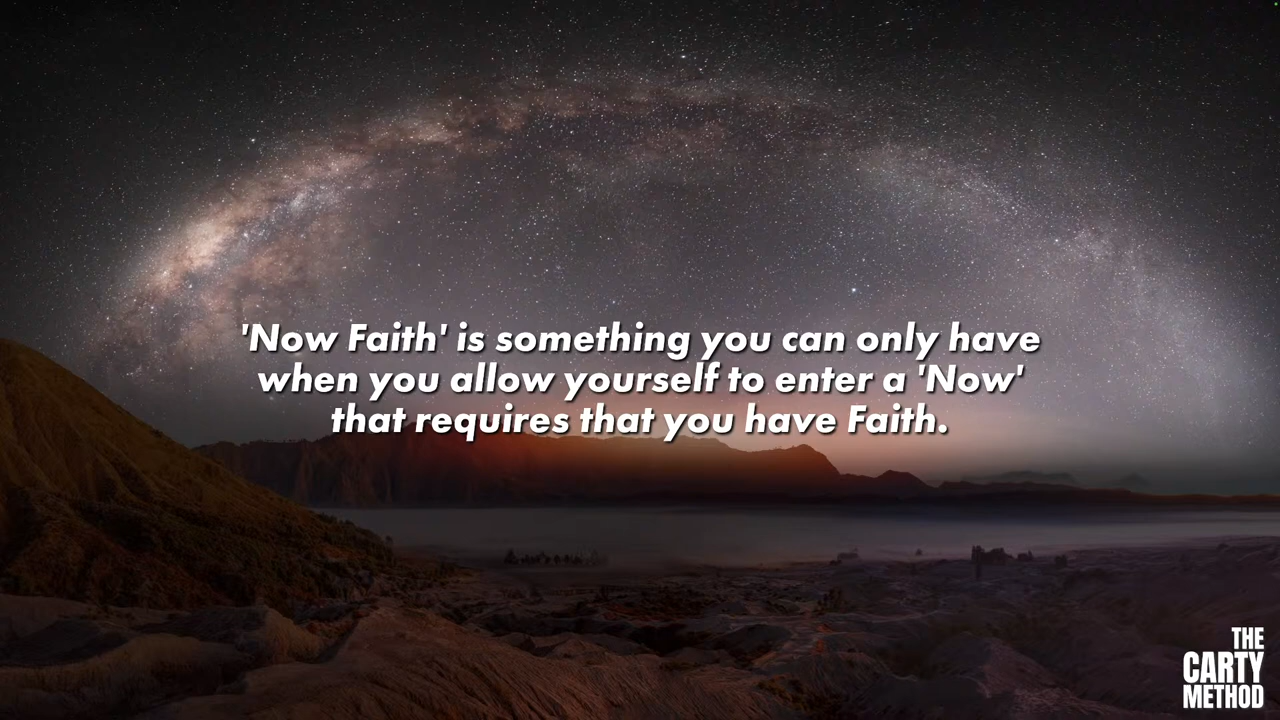 'Now Faith' is something you can only have
when you allow yourself to enter a 'Now'
that requires that you have Faith.
THE
CARTY
METHOD